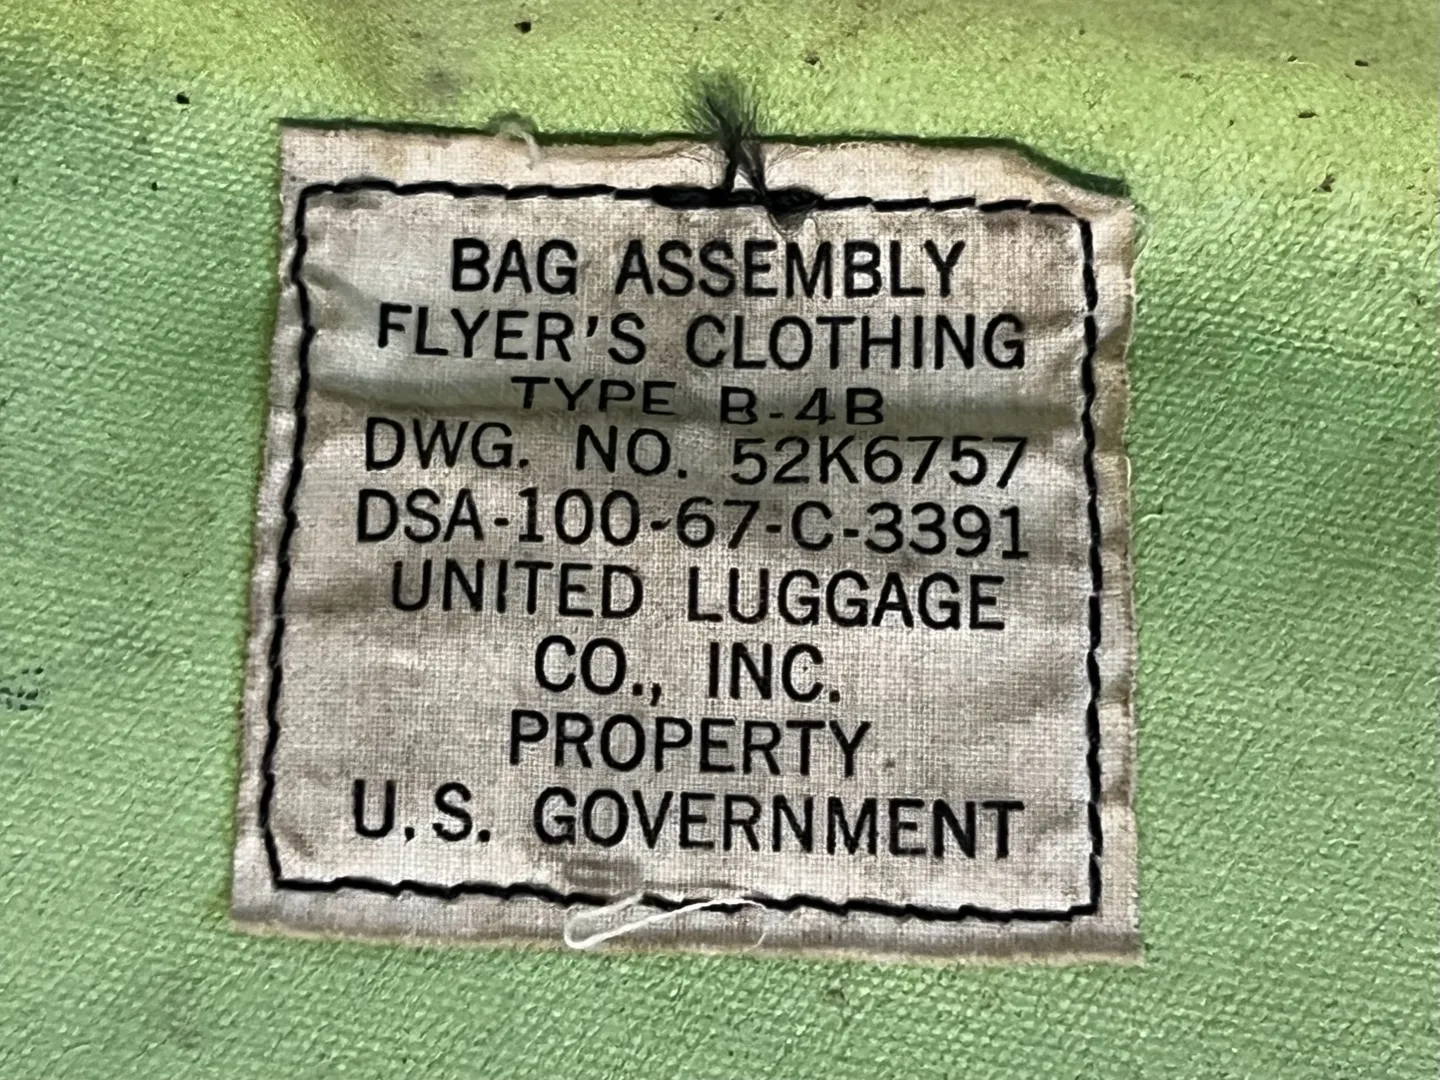 BAG ASSEMBLY
FLYER'S CLOTHING
TYPE B-4B
DWG. NO. 52K6757
DSA-100-67-C-3391
UNITED LUGGAGE
CO., INC.
PROPERTY
U.S. GOVERNMENT